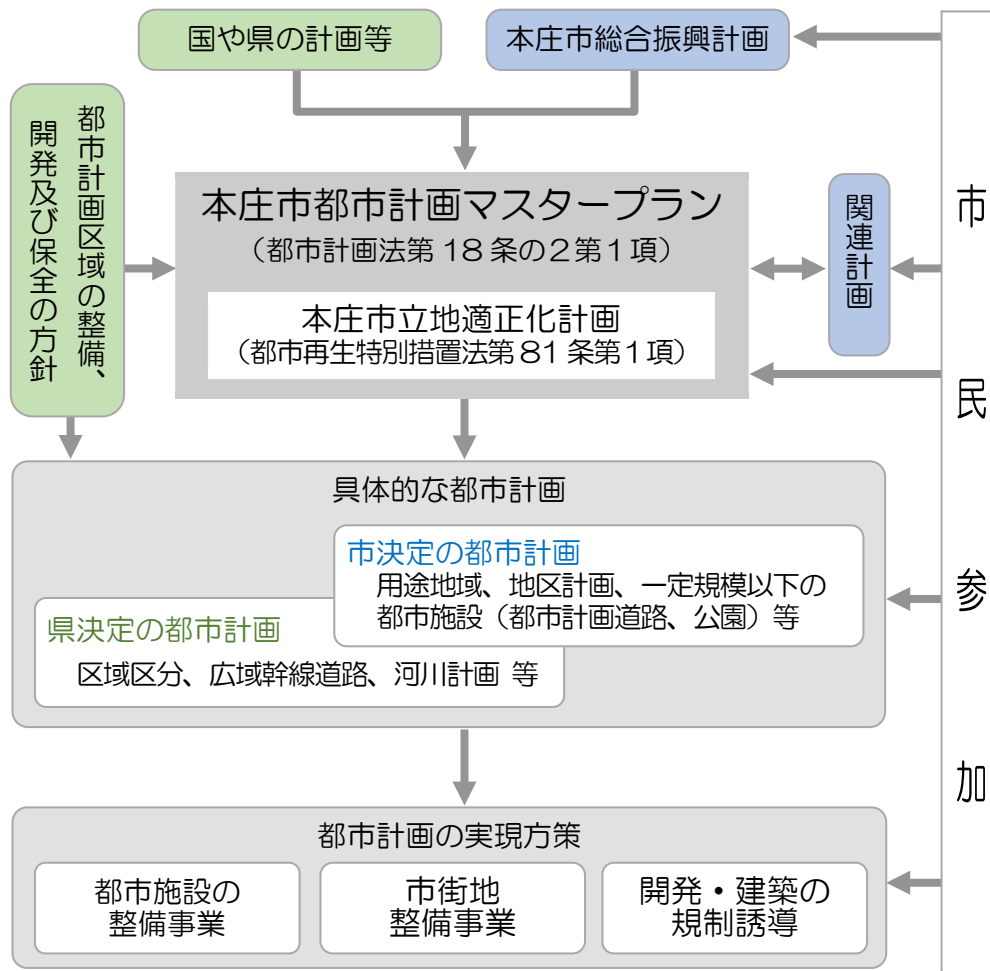 国や県の計画等
本庄市総合振興計画
都市計画区域の整備、
開発及び保全の方針
本庄市都市計画マスタープラン
（都市計画法第 18 条の２第１項）
本庄市立地適正化計画
（都市再生特別措置法第 81 条第１項）
関連計画
市民参加
具体的な都市計画
市決定の都市計画
用途地域、地区計画、一定規模以下の
都市施設（都市計画道路、公園）等
県決定の都市計画
区域区分、広域幹線道路、河川計画 等
都市計画の実現方策
都市施設の
整備事業
市街地
整備事業
開発・建築の
規制誘導